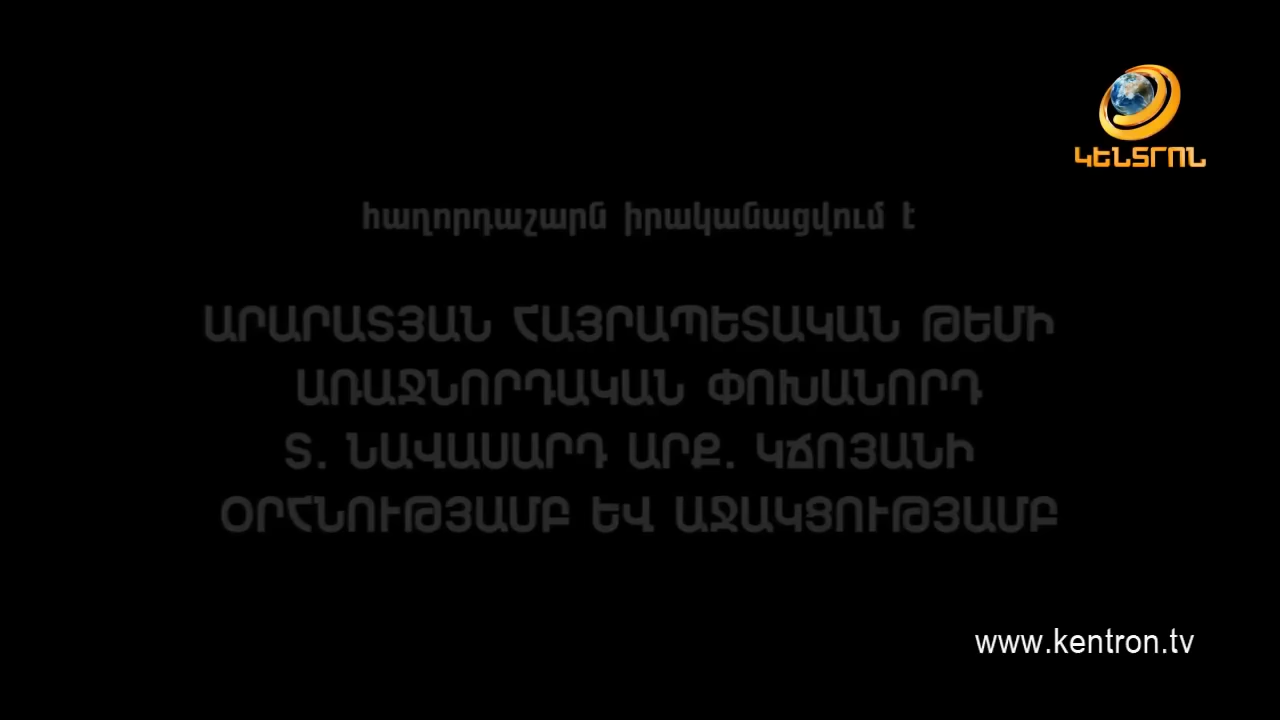 ԿԵՆՏՐՈՆ
հաղորդաշարն իրականացվում է
ԱՐԱՐԱՏՅԱՆ ՀԱՅՐԱՊԵՏԱԿԱՆ ԹԵՄԻ
ԱՌԱՋՆՈՐԴԱԿԱՆ ՓՈԽԱՆՈՐԴ
Տ. ՆԱՎԱՍԱՐԴ ԱՐՔ. ԿՃՈՅԱՆԻ
ՕՐՀՆՈՒԹՅԱՄԲ ԵՎ ԱՋԱԿՑՈՒԹՅԱՄԲ
www.kentron.tv